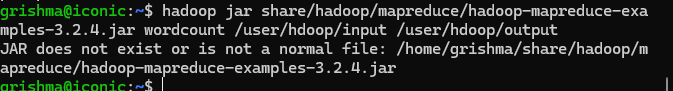 grishma@iconic:~$ hadoop jar share/hadoop/mapreduce/hadoop-mapreduce-exa
mples-3.2.4.jar wordcount /user/hdoop/input /user/hdoop/output
JAR does not exist or is not a normal file: /home/grishma/share/hadoop/m
apreduce/hadoop-mapreduce-examples-3.2.4.jar
grishma@iconic:~$